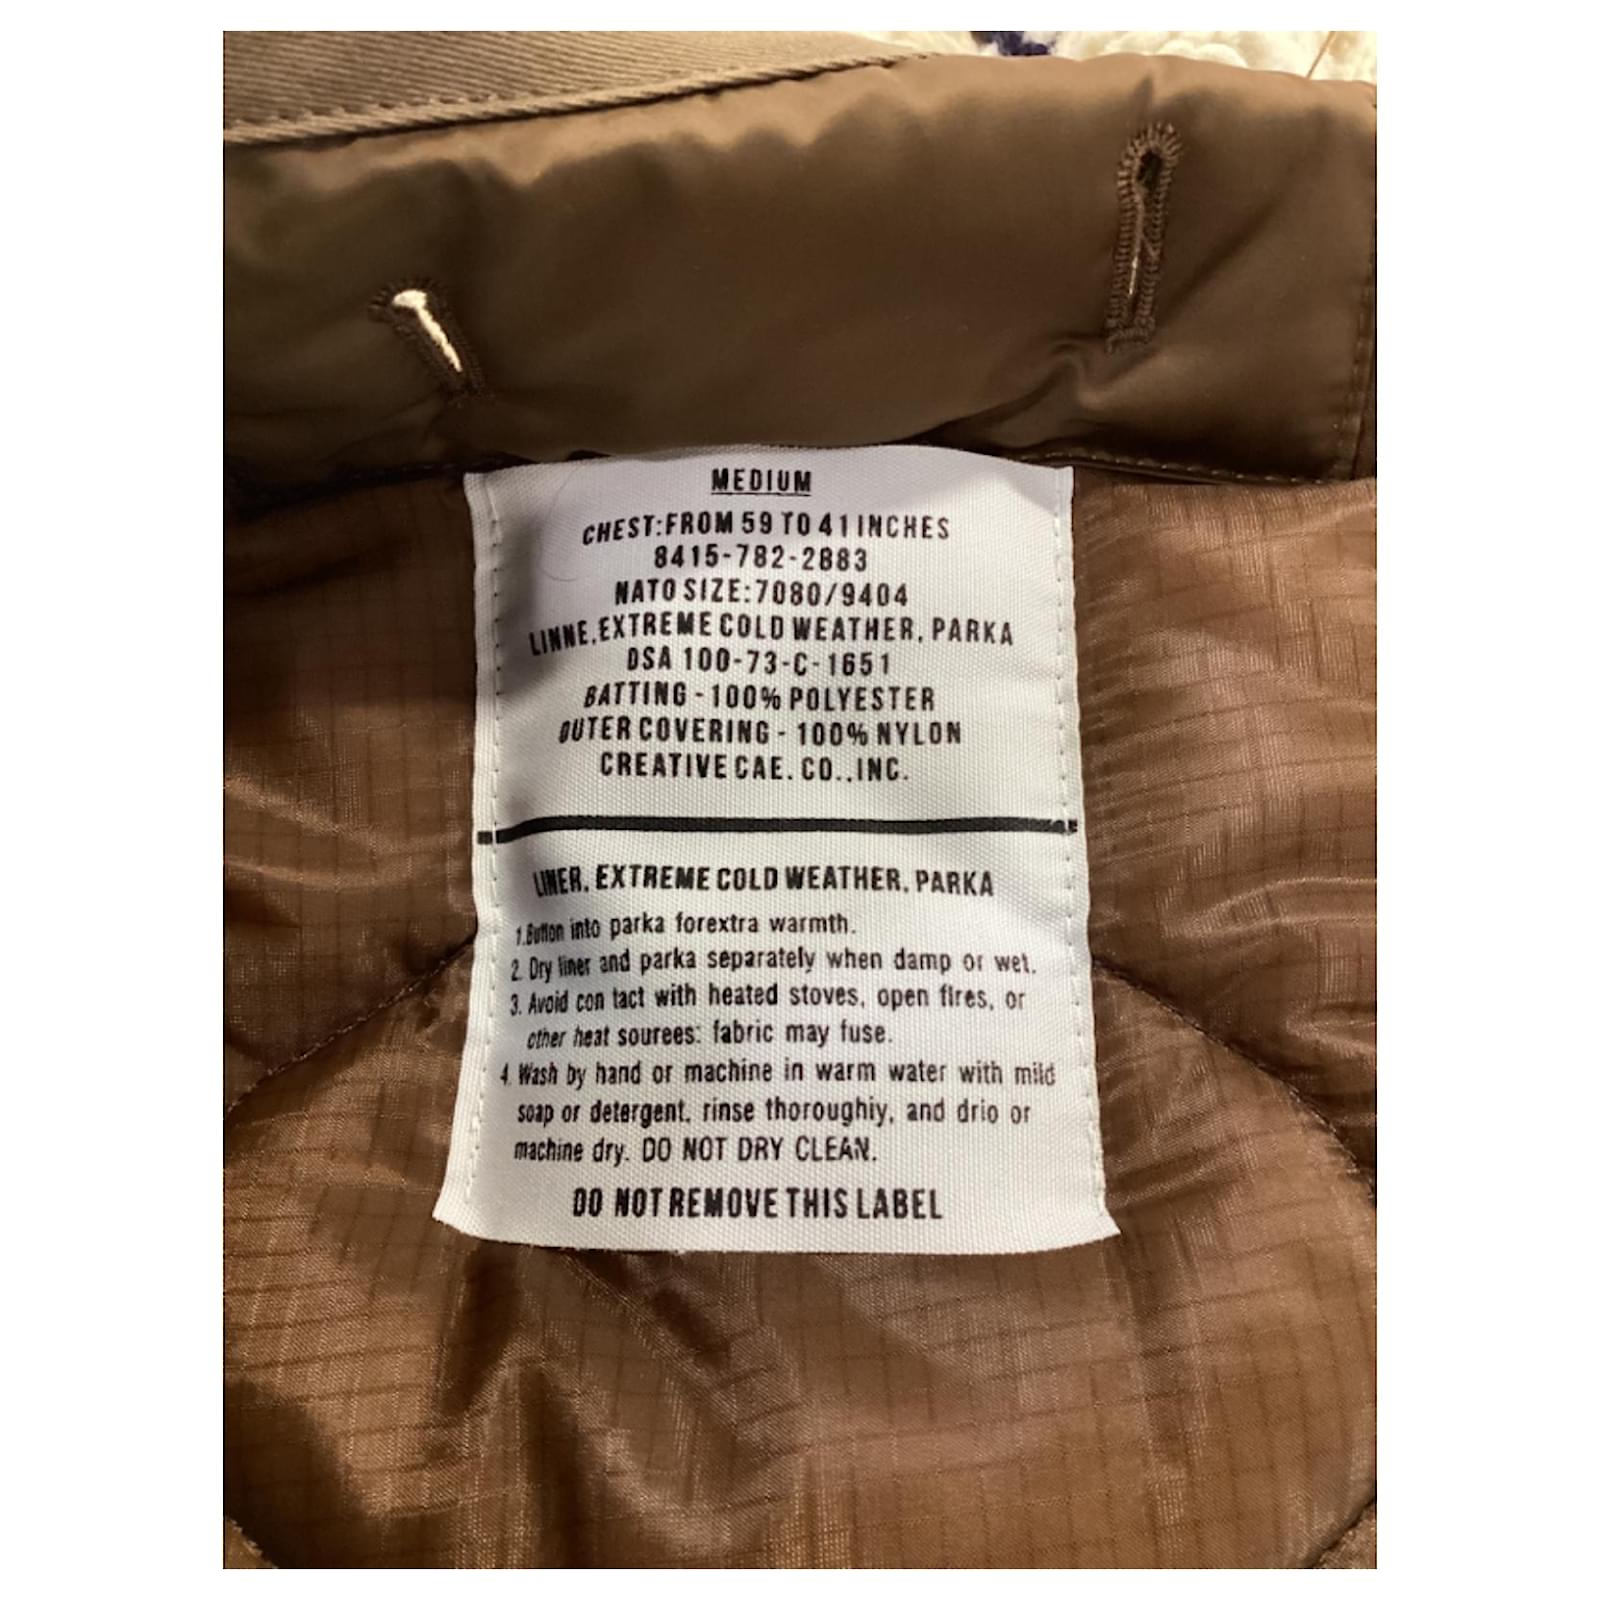 MEDIUM
CHEST:FROM 59 TO 41 INCHES
8415-782-2883
NATO SIZE:7080/9404
LINNE,EXTREME COLD WEATHER, PARKA
DSA 100-73-C-1651
BATTING - 100% POLYESTER
OUTER COVERING - 100% NYLON
CREATIVE CAE. CO.,INC.
LINER, EXTREME COLD WEATHER, PARKA
1.Button into parka forextra warmth.
2. Dry liner and parka separately when damp or wet.
3. Avoid con tact with heated stoves, open fires, or
other heat sourees: fabric may fuse.
4. Wash by hand or machine in warm water with mild
soap or detergent, rinse thoroughiy, and drio or
machine dry. DO NOT DRY CLEAN.
DO NOT REMOVE THIS LABEL